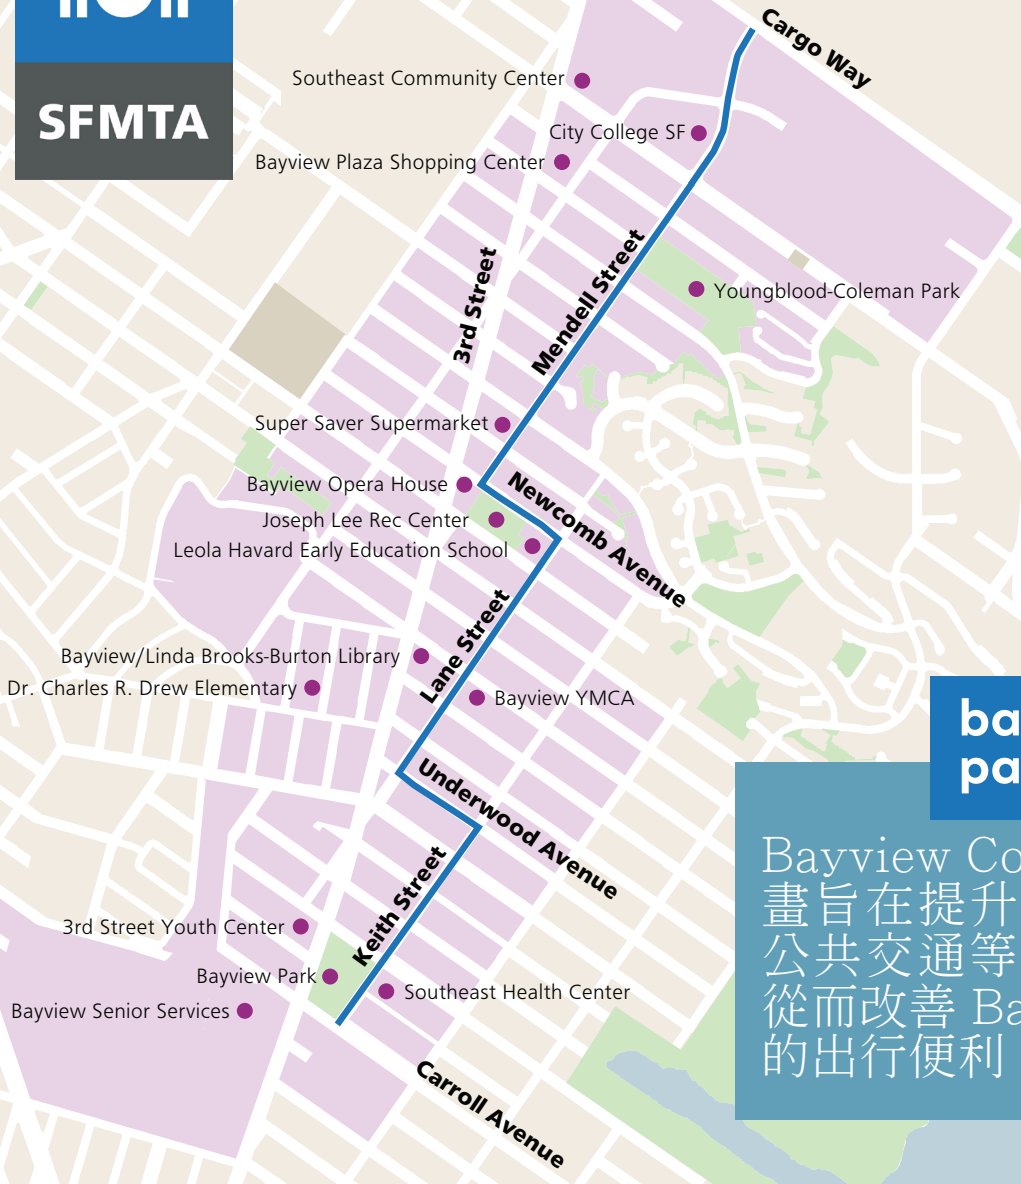 SFMTA
Cargo Way
Southeast Community Center
City College SF
Bayview Plaza Shopping Center
3rd Street
Mendell Street
Youngblood-Coleman Park
Super Saver Supermarket
Bayview Opera House
Newcomb Avenue
Joseph Lee Rec Center
Leola Havard Early Education School
Lane Street
Bayview/Linda Brooks-Burton Library
Dr. Charles R. Drew Elementary
Bayview YMCA
Underwood Avenue
Keith Street
3rd Street Youth Center
Bayview Park
Southeast Health Center
Bayview Senior Services
Carroll Avenue
ba
pa
Bayview Co
畫旨在提升
公共交通等
從而改善 Ba
的出行便利